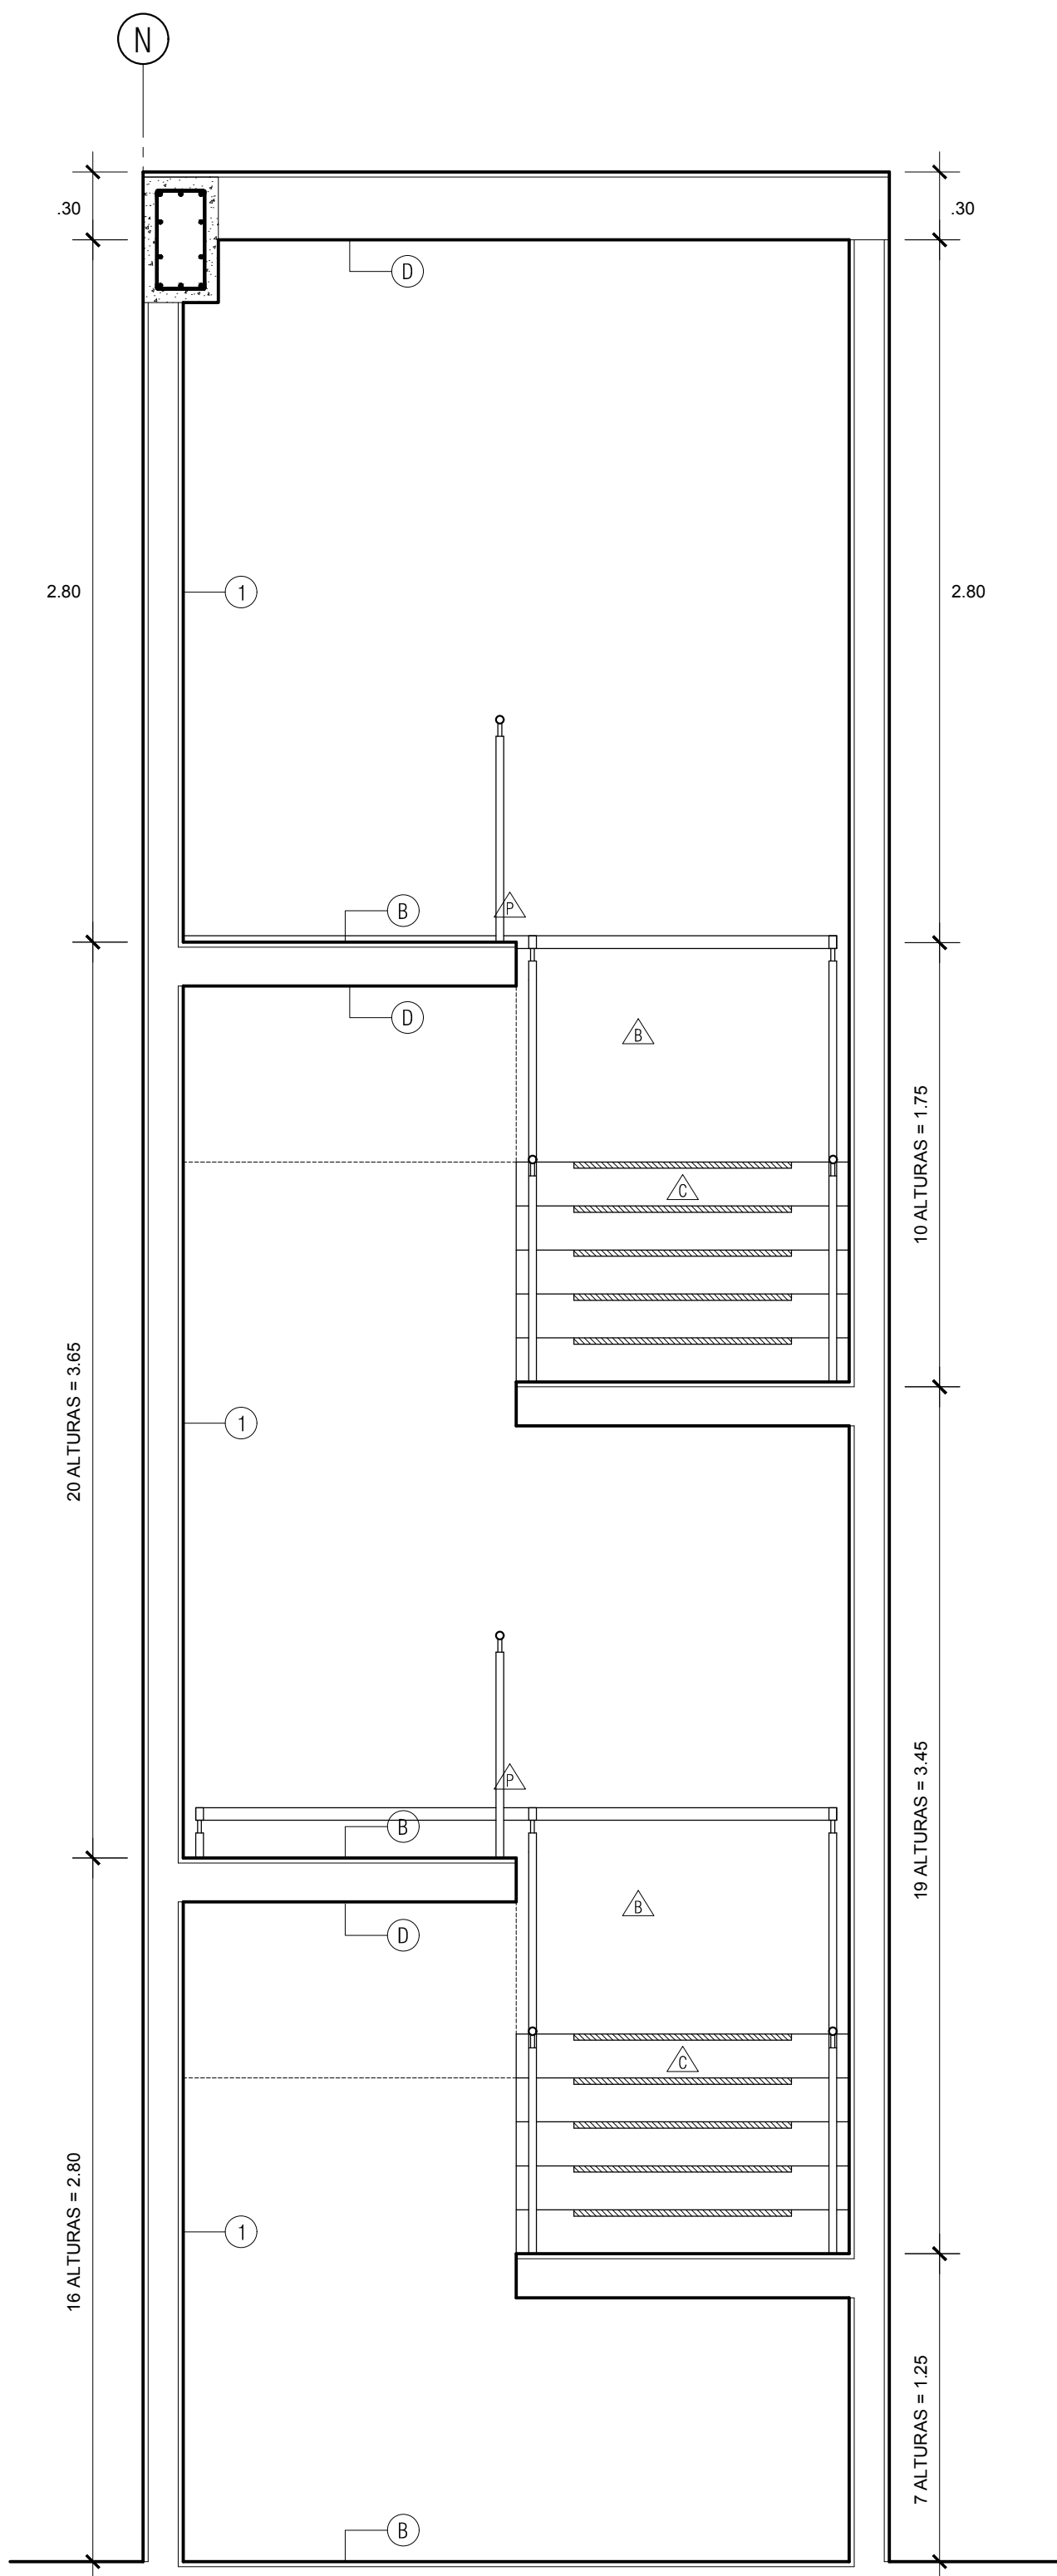 N
.30
.30
D
2.80
1
2.80
P
B
D
B
10 ALTURAS = 1.75
C
20 ALTURAS = 3.65
1
P
19 ALTURAS = 3.45
B
B
D
C
16 ALTURAS = 2.80
1
7 ALTURAS = 1.25
B